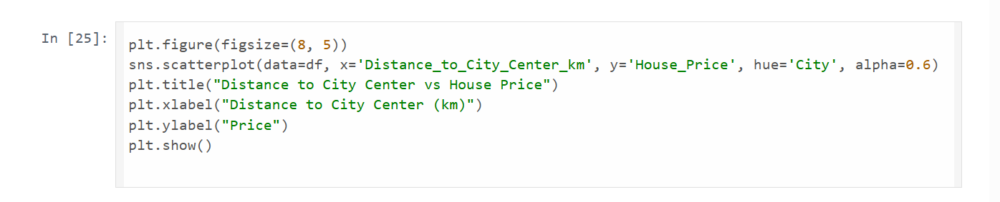 In [25]:
plt.figure(figsize=(8, 5))
sns.scatterplot(data=df, x='Distance_to_City_Center_km', y='House_Price', hue='City', alpha=0.6)
plt.title("Distance to City Center vs House Price")
plt.xlabel("Distance to City Center (km)")
plt.ylabel("Price")
plt.show()